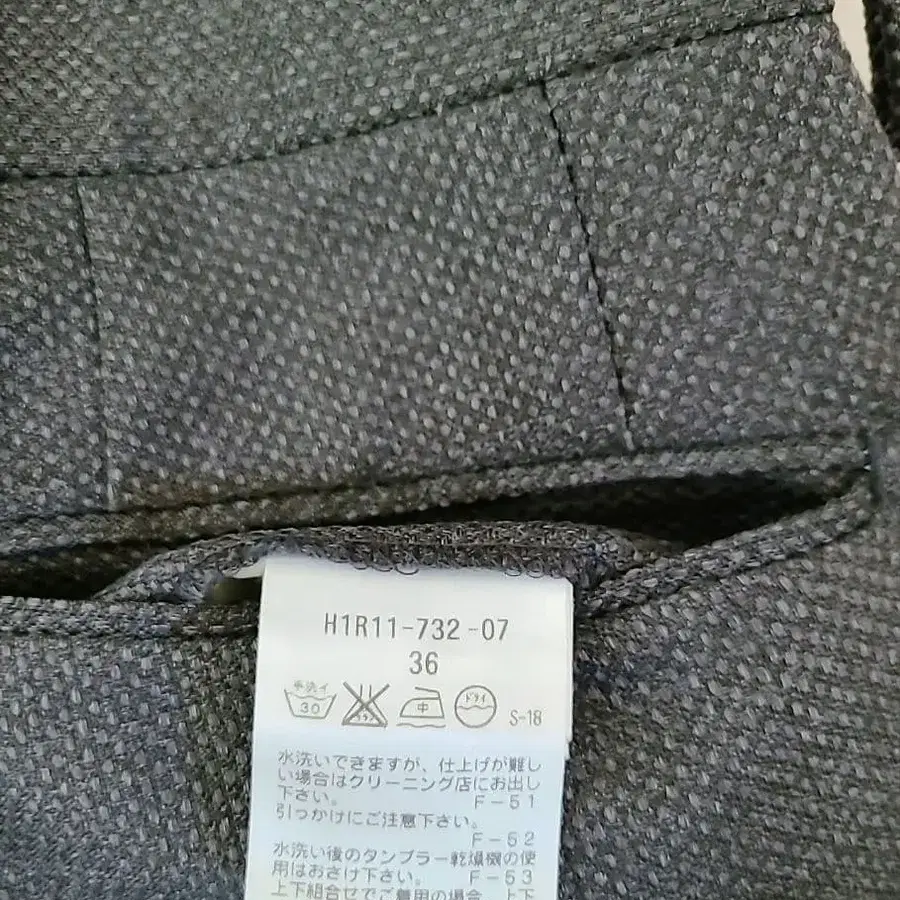 H1R11-732-07
36
手洗イ 30 中 ドライ S-18
水洗いできますが、仕上げが難し
い場合はクリーニング店にお出し
下さい。 F-51
引っかけにご注意下さい。
F-52
水洗い後のタンブラー乾燥機の使
用はおさけ下さい。 F-53
上下組合せでご着用の場合、上下